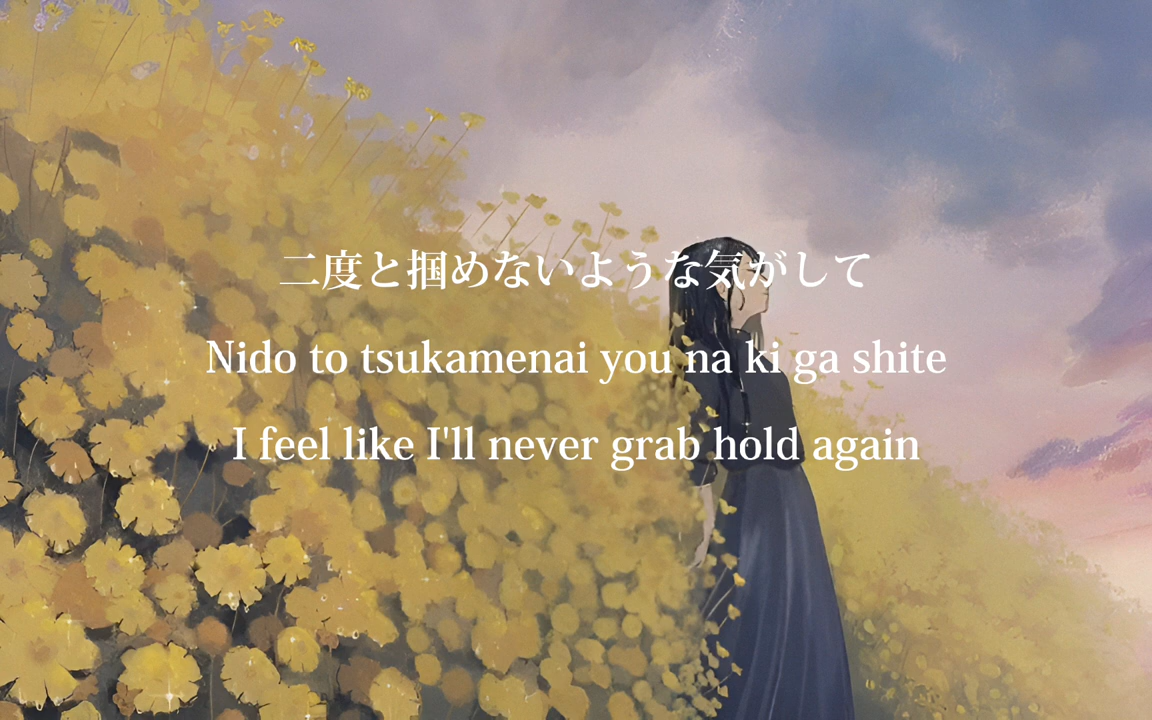 二度と掴めないような気がして
Nido to tsukamenai you na ki ga shite
I feel like I'll never grab hold again